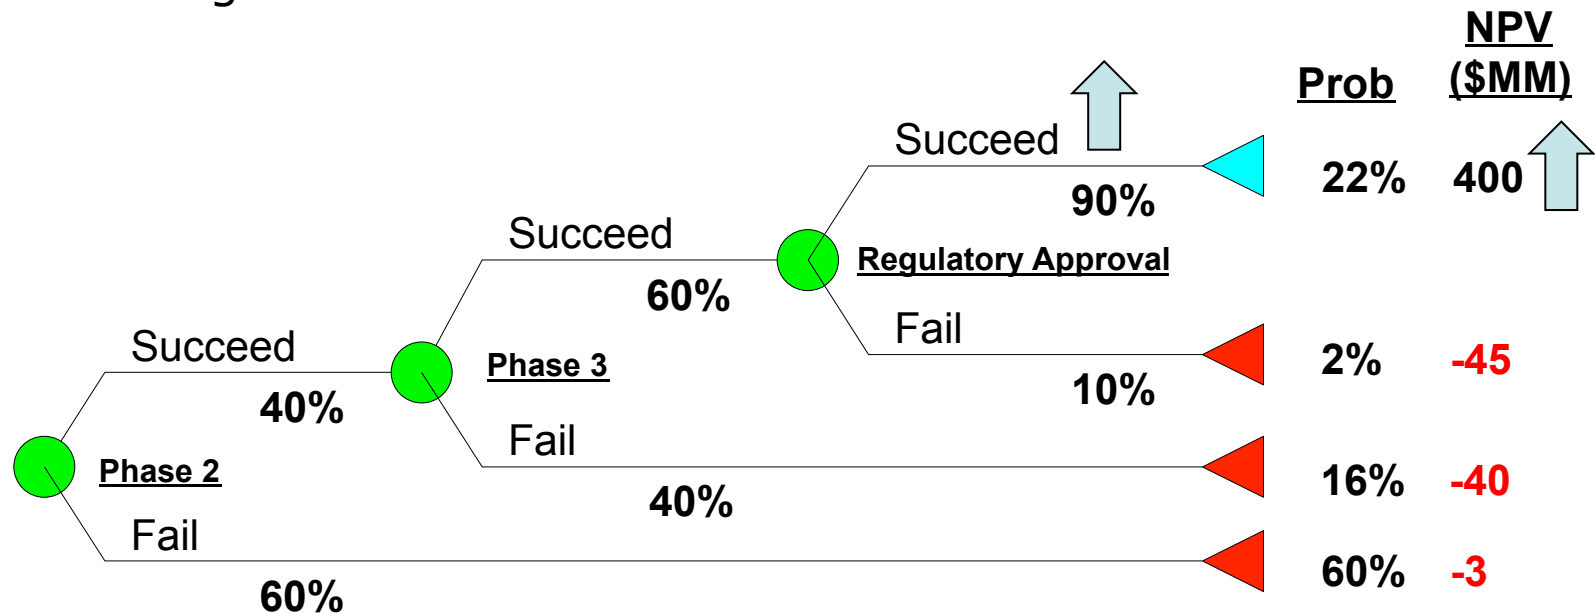 NPV
Prob ($MM)
Succeed
90%
22% 400
Succeed
60%
Regulatory Approval
Fail
10%
2% -45
Succeed
40%
Phase 3
Fail
40%
16% -40
Phase 2
Fail
60%
60% -3